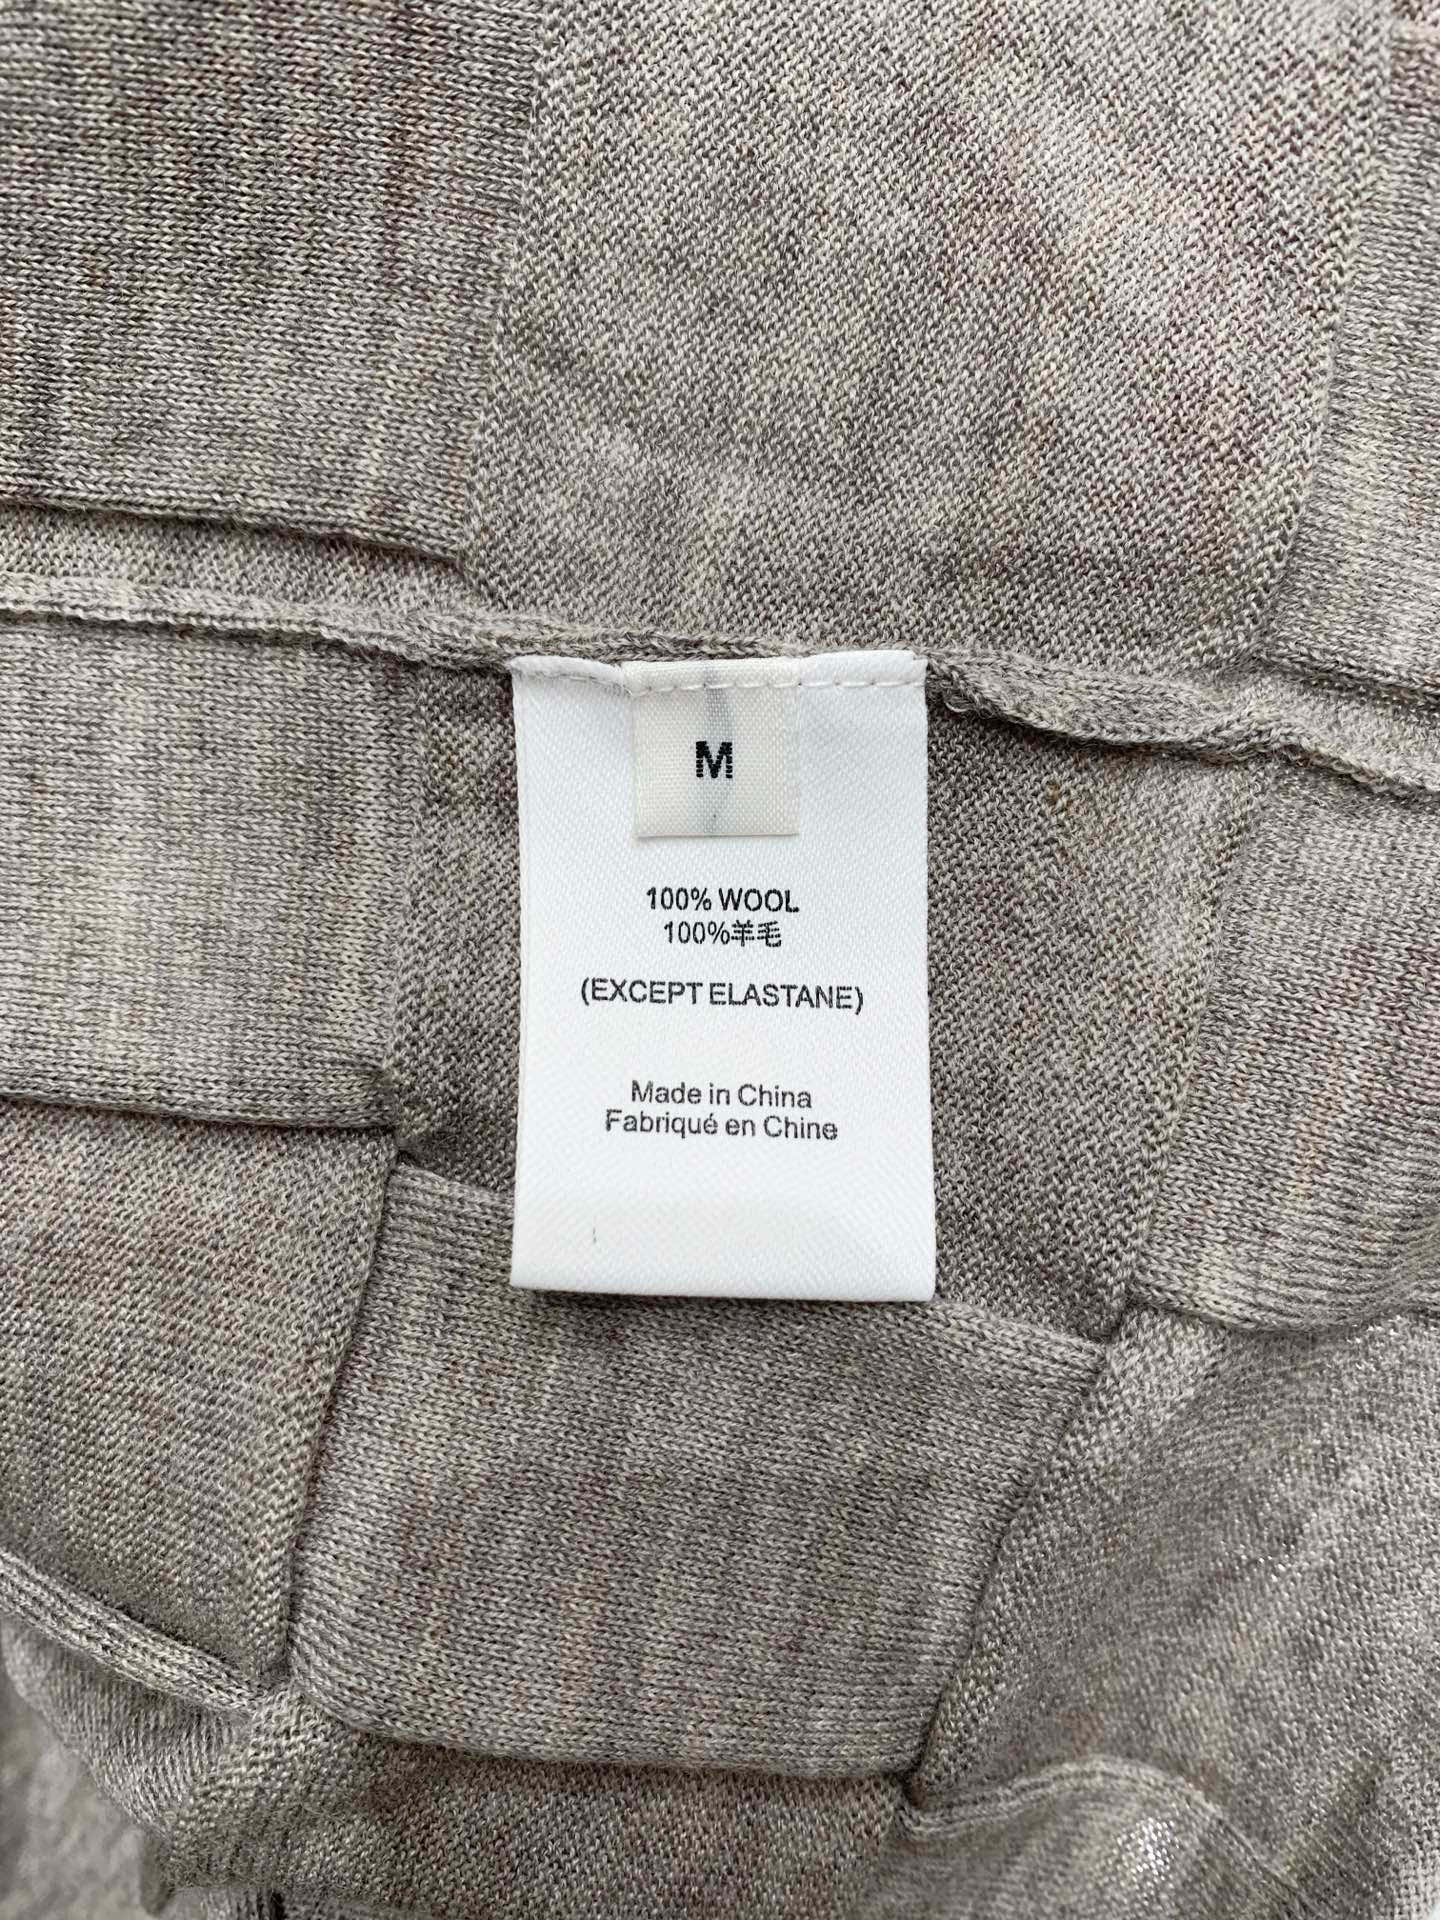 M
100% WOOL
100%羊毛
(EXCEPT ELASTANE)
Made in China
Fabriqué en Chine